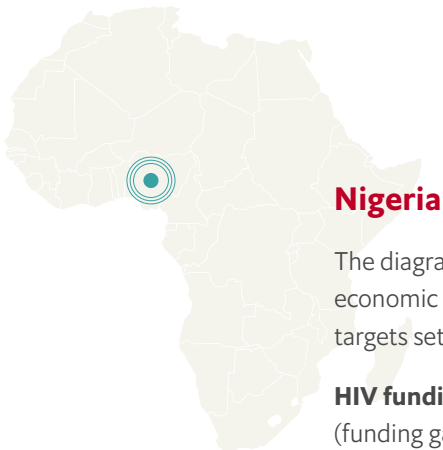 Nigeria
The diagra
economic
targets set
HIV fundi
(funding ga